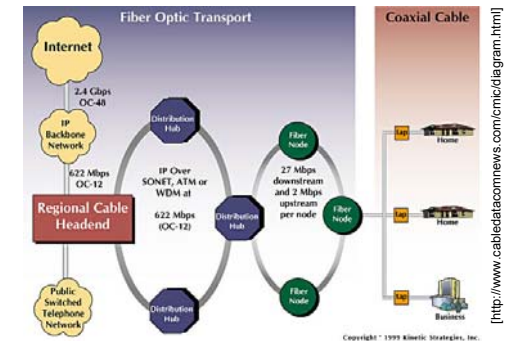 Fiber Optic Transport
Coaxial Cable
Internet
2.4 Gbps
OC-48
IP
Backbone
Network
622 Mbps
OC-12
Regional Cable
Headend
Public
Switched
Telephone
Network
Distribution
Hub
IP Over
SONET, ATM or
WDM at
622 Mbps
(OC-12)
Distribution
Hub
Distribution
Hub
Fiber
Node
27 Mbps
downstream
and 2 Mbps
upstream
per node
Fiber
Node
Fiber
Node
tap
Home
tap
Home
tap
Business
Copyright © 1999 Kinetic Strategies, Inc.
[http://www.cabledatacomnews.com/cmic/diagram.html]